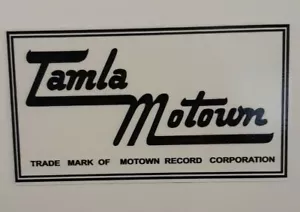 Tamla
Motown
TRADE MARK OF MOTOWN RECORD CORPORATION